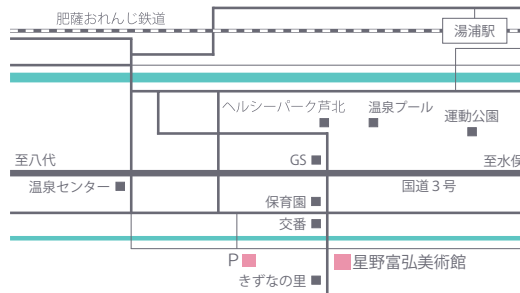 肥薩おれんじ鉄道
湯浦駅
ヘルシーパーク芦北
温泉プール
運動公園
至八代
GS
至水俣
温泉センター
国道3号
保育園
交番
P
星野富弘美術館
きずなの里